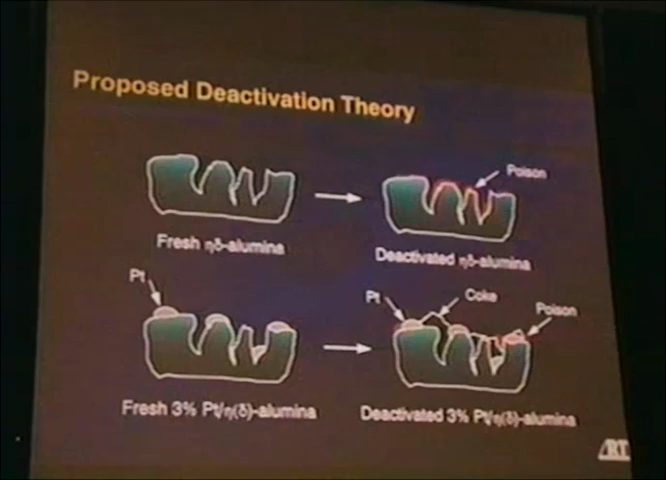 Proposed Deactivation Theory
Poison
Fresh ηδ-alumina
Deactivated ηδ-alumina
Pt
Pt
Coke
Poison
Fresh 3% Pt/η(δ)-alumina
Deactivated 3% Pt/η(δ)-alumina
ART